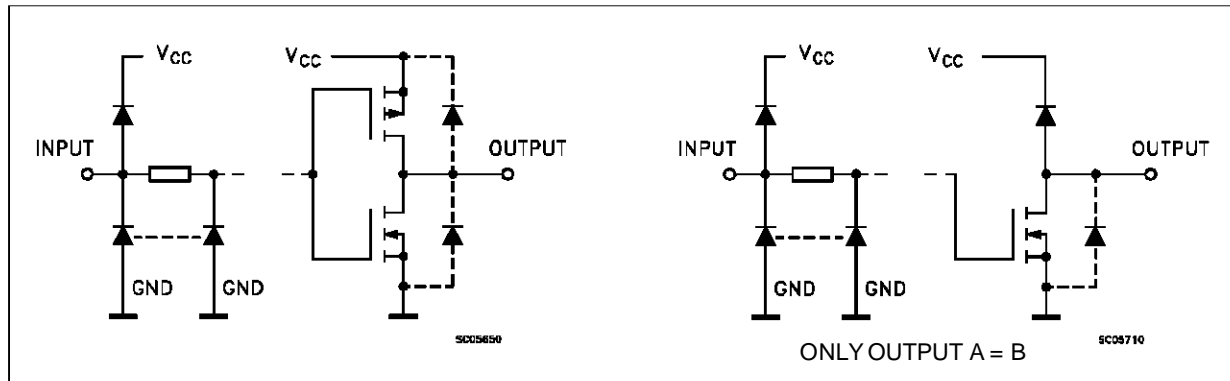 VCC
VCC
INPUT
OUTPUT
GND
GND
SC05650
VCC
VCC
INPUT
OUTPUT
GND
GND
SC05710
ONLY OUTPUT A = B